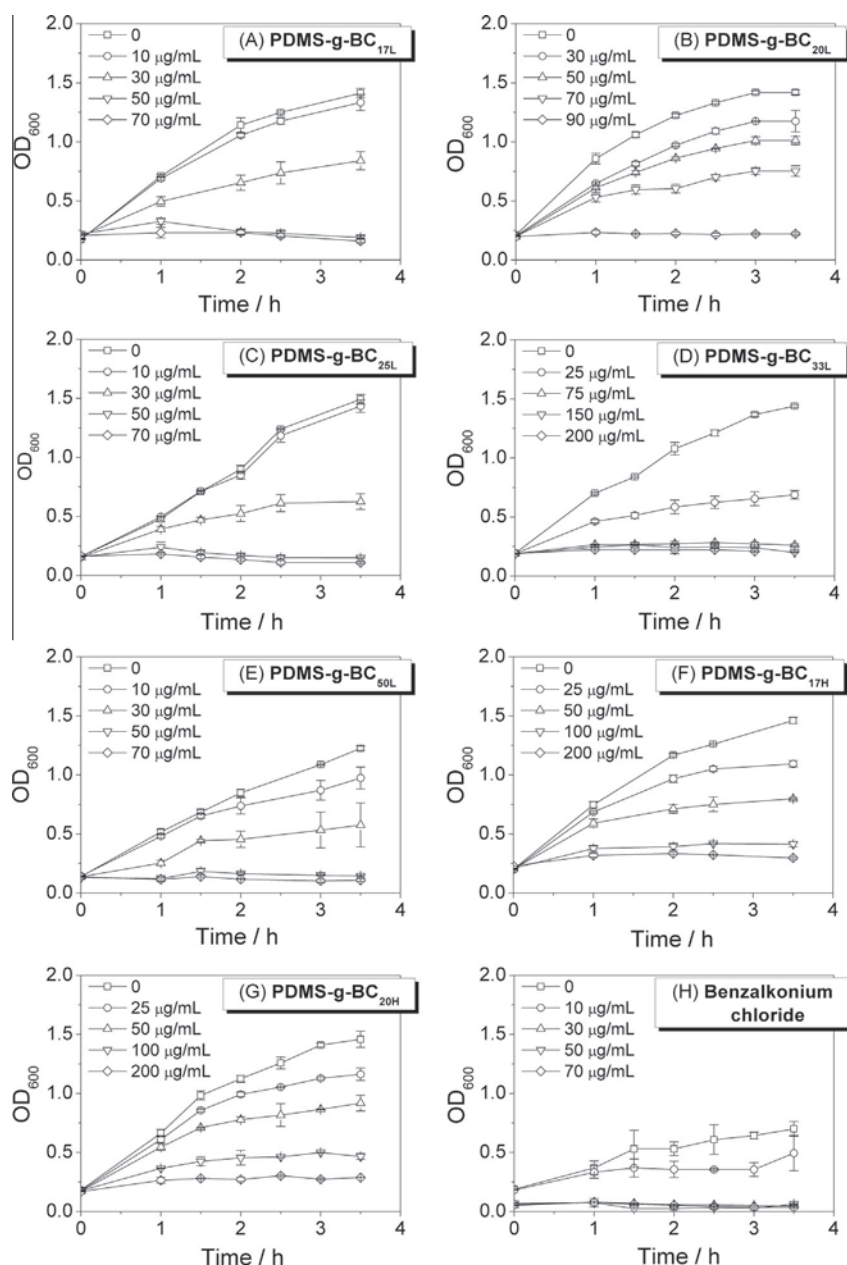 (A) PDMS-g-BC17L
0
10 μg/mL
30 μg/mL
50 μg/mL
70 μg/mL
OD600
2.0
1.5
1.0
0.5
0.0
0 1 2 3 4
Time / h
(B) PDMS-g-BC20L
0
30 μg/mL
50 μg/mL
70 μg/mL
90 μg/mL
OD600
2.0
1.5
1.0
0.5
0.0
0 1 2 3 4
Time / h
(C) PDMS-g-BC25L
0
10 μg/mL
30 μg/mL
50 μg/mL
70 μg/mL
OD600
2.0
1.5
1.0
0.5
0.0
0 1 2 3 4
Time / h
(D) PDMS-g-BC33L
0
25 μg/mL
75 μg/mL
150 μg/mL
200 μg/mL
OD600
2.0
1.5
1.0
0.5
0.0
0 1 2 3 4
Time / h
(E) PDMS-g-BC50L
0
10 μg/mL
30 μg/mL
50 μg/mL
70 μg/mL
OD600
2.0
1.5
1.0
0.5
0.0
0 1 2 3 4
Time / h
(F) PDMS-g-BC17H
0
25 μg/mL
50 μg/mL
100 μg/mL
200 μg/mL
OD600
2.0
1.5
1.0
0.5
0.0
0 1 2 3 4
Time / h
(G) PDMS-g-BC20H
0
25 μg/mL
50 μg/mL
100 μg/mL
200 μg/mL
OD600
2.0
1.5
1.0
0.5
0.0
0 1 2 3 4
Time / h
(H) Benzalkonium
chloride
0
10 μg/mL
30 μg/mL
50 μg/mL
70 μg/mL
OD600
2.0
1.5
1.0
0.5
0.0
0 1 2 3 4
Time / h